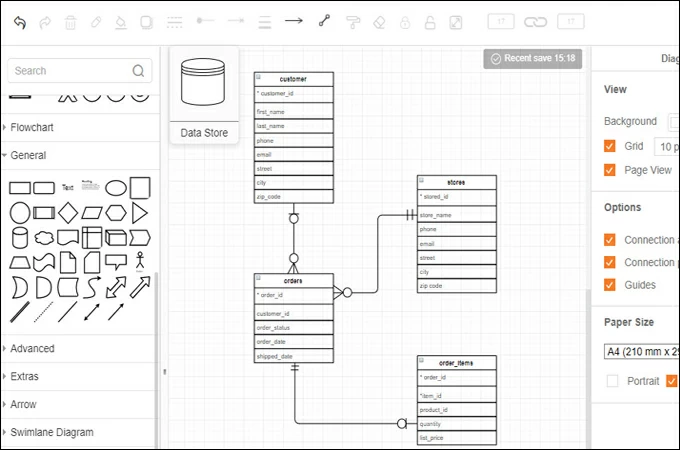 1T
1T
Recent save 15:18
Diag
Search
Data Store
Flowchart
General
Text
Advanced
Extras
Arrow
Swimlane Diagram
customer
* customer_id
first_name
last_name
phone
email
street
city
zip_code
stores
* stored_id
store_name
phone
email
street
city
zip code
orders
* order_id
customer_id
order_status
order_date
shipped_date
order_items
* order_id
*item_id
product_id
quantity
list_price
View
Background
Grid
10 p
Page View
Options
Connection a
Connection p
Guides
Paper Size
A4 (210 mm x 29
Portrait